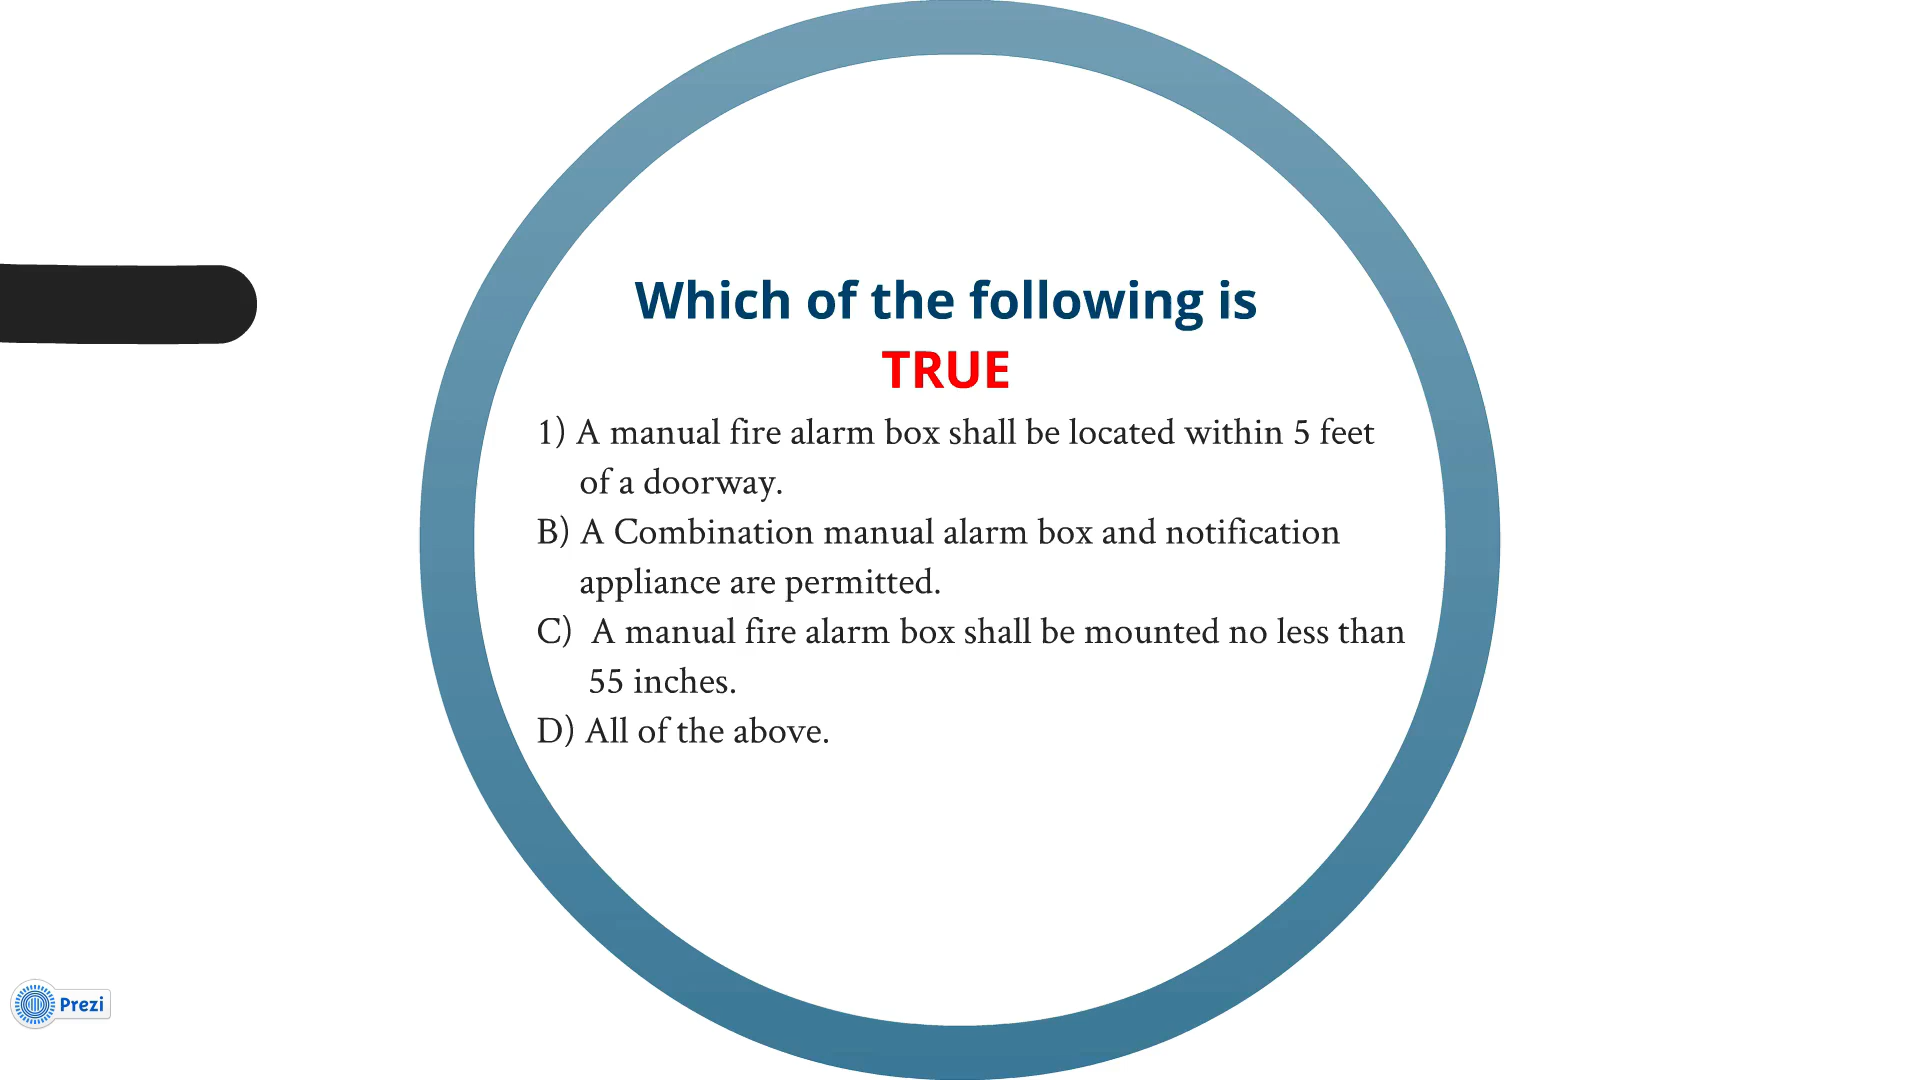 Which of the following is
TRUE
1) A manual fire alarm box shall be located within 5 feet
of a doorway.
B) A Combination manual alarm box and notification
appliance are permitted.
C) A manual fire alarm box shall be mounted no less than
55 inches.
D) All of the above.
Prezi